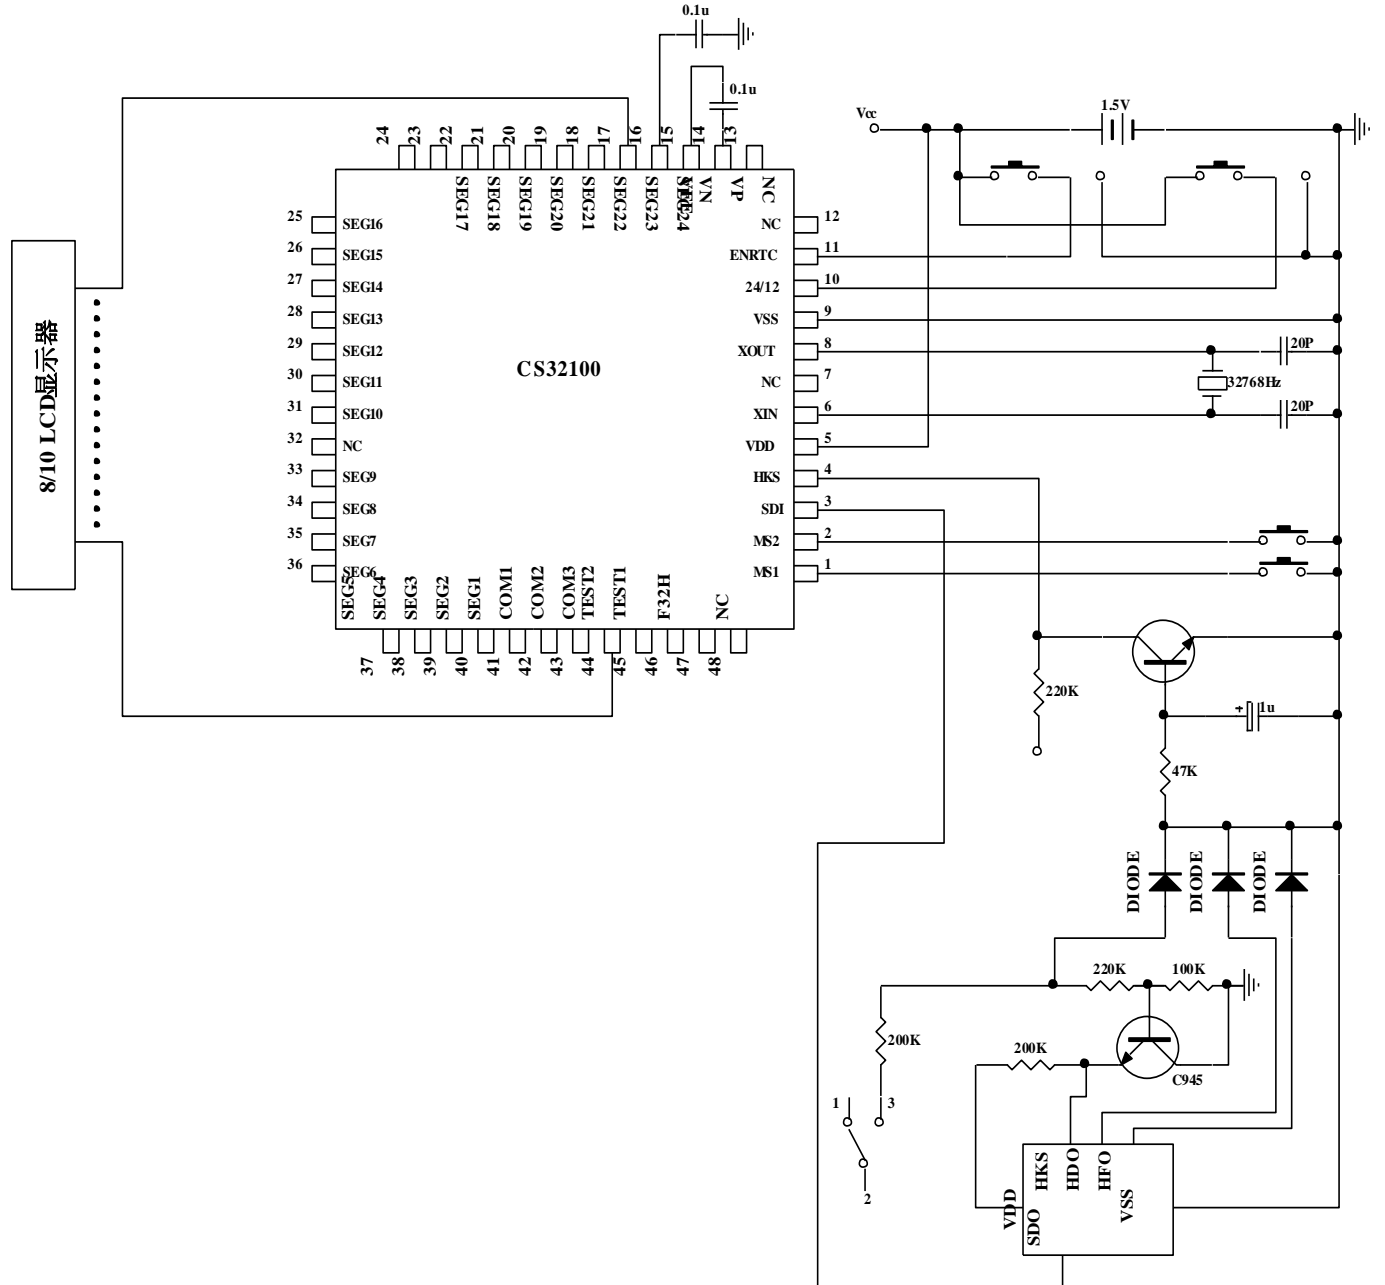 0.1u
0.1u
24
23
22
21
20
19
18
17
16
15
14
13
SEG17
SEG18
SEG19
SEG20
SEG21
SEG22
SEG23
SEG24
VEE
VN
VP
NC
25
SEG16
26
SEG15
27
SEG14
28
SEG13
29
SEG12
30
SEG11
31
SEG10
32
NC
33
SEG9
34
SEG8
35
SEG7
36
SEG6
CS32100
NC
12
ENRTC
11
24/12
10
VSS
9
XOUT
8
NC
7
XIN
6
VDD
5
HKS
4
SDI
3
MS2
2
MS1
1
SEG5
SEG4
SEG3
SEG2
SEG1
COM1
COM2
COM3
TEST2
TEST1
F32H
NC
37
38
39
40
41
42
43
44
45
46
47
48
8/10 LCD显示器
Vcc
1.5V
20P
32768Hz
20P
220K
+
1u
47K
DIODE
DIODE
DIODE
220K
100K
200K
200K
C945
1
3
2
VDD
SDO
HKS
HDO
HFO
VSS